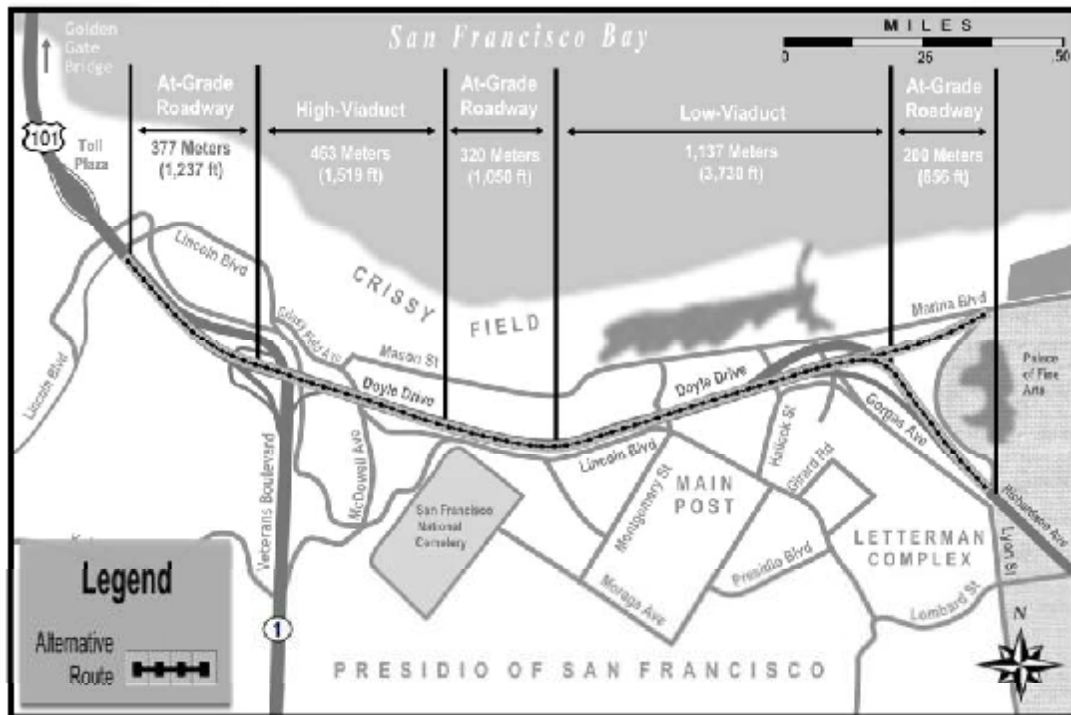 Golden
Gate
Bridge
San Francisco Bay
MILES
0 .25 .50
At-Grade
Roadway
377 Meters
(1,237 ft)
High-Viaduct
463 Meters
(1,519 ft)
At-Grade
Roadway
320 Meters
(1,050 ft)
Low-Viaduct
1,137 Meters
(3,730 ft)
At-Grade
Roadway
200 Meters
(656 ft)
101
Toll
Plaza
Lincoln Blvd
Lincoln Blvd
CRISSY
FIELD
Crissy Field Ave
Mason St
Doyle Drive
Doyle Drive
Marina Blvd
Palace
of Fine
Arts
Veterans Boulevard
McDowell Ave
San Francisco
National
Cemetery
Lincoln Blvd
Montgomery St
MAIN
POST
Halleck St
Girard Rd
Gorgas Ave
Richardson Ave
LETTERMAN
COMPLEX
Lyon St
Presidio Blvd
Moraga Ave
Lombard St
1
PRESIDIO OF SAN FRANCISCO
N
Legend
Alternative
Route